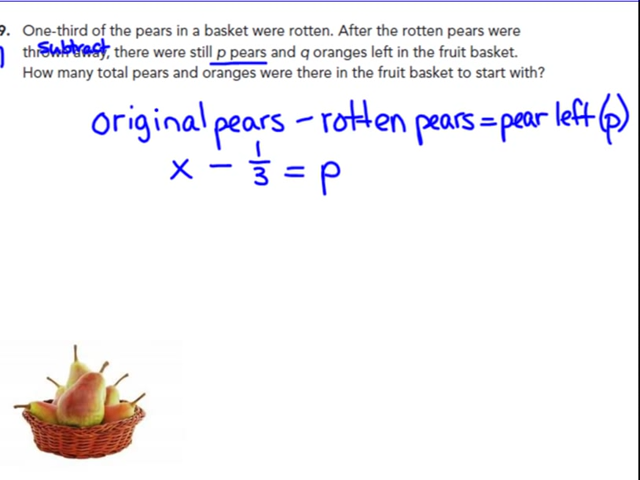 9. One-third of the pears in a basket were rotten. After the rotten pears were
subtract
thrown away, there were still p pears and q oranges left in the fruit basket.
How many total pears and oranges were there in the fruit basket to start with?
original pears - rotten pears = pear left (p)
x - 1/3 = p